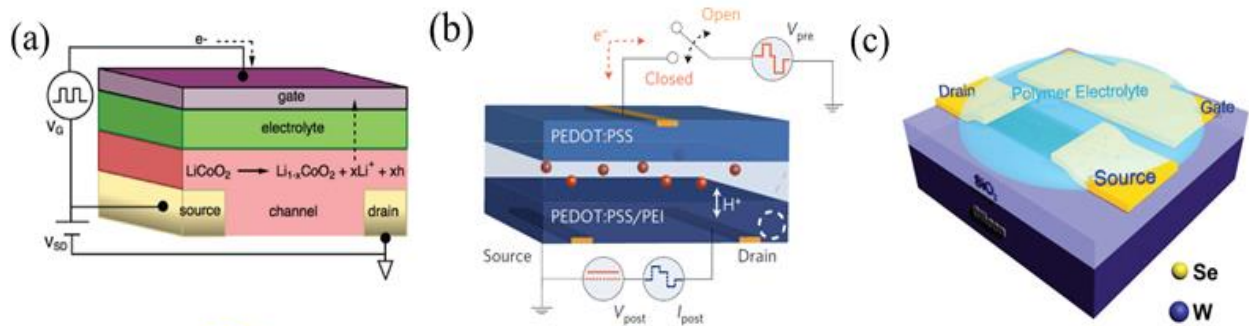 (a)
e-
gate
V_G
electrolyte
LiCoO₂ → Li₁₋ₓCoO₂ + xLi⁺ + xh
source
channel
drain
V_SD
(b)
Open
V_pre
e⁻
Closed
PEDOT:PSS
H⁺
PEDOT:PSS/PEI
Source
Drain
V_post
I_post
(c)
Drain
Polymer Electrolyte
Gate
Source
SiO₂
Se
W